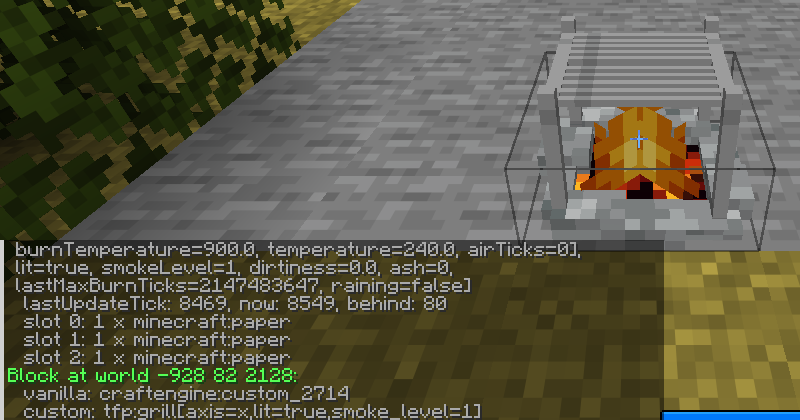 burnTemperature=900.0, temperature=240.0, airTicks=0],
lit=true, smokeLevel=1, dirtiness=0.0, ash=0,
lastMaxBurnTicks=2147483647, raining=false]
lastUpdateTick: 8469, now: 8549, behind: 80
slot 0: 1 x minecraft:paper
slot 1: 1 x minecraft:paper
slot 2: 1 x minecraft:paper
Block at world -928 82 2128:
vanilla: craftengine:custom_2714
custom: tfp:grill[axis=x,lit=true,smoke_level=1]